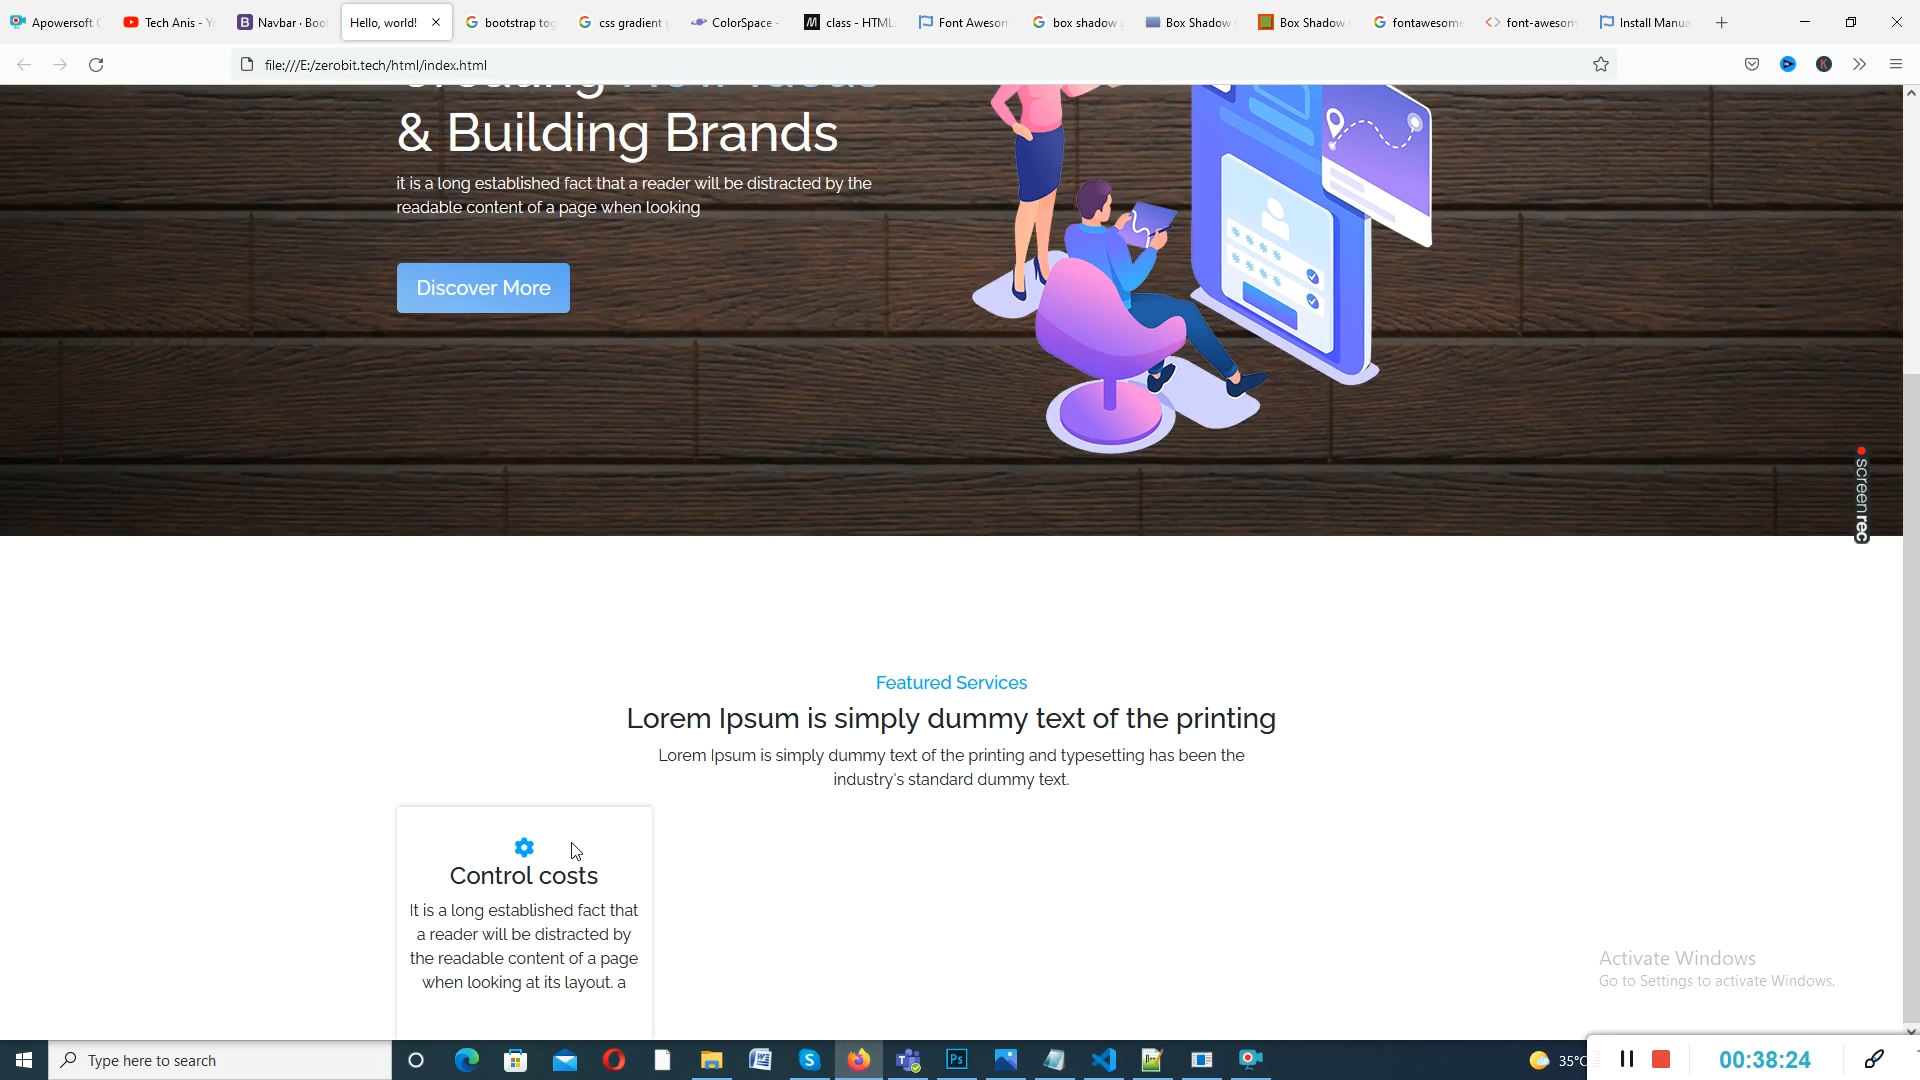 Apowersoft
Tech Anis - Yo
Navbar · Boot
Hello, world!
bootstrap tog
css gradient g
ColorSpace -
class - HTML
Font Awesom
box shadow g
Box Shadow
Box Shadow
fontawesome
font-awesom
Install Manua
file:///E:/zerobit.tech/html/index.html
& Building Brands
it is a long established fact that a reader will be distracted by the
readable content of a page when looking
Discover More
screenrec
Featured Services
Lorem Ipsum is simply dummy text of the printing
Lorem Ipsum is simply dummy text of the printing and typesetting has been the
industry's standard dummy text.
Control costs
It is a long established fact that
a reader will be distracted by
the readable content of a page
when looking at its layout. a
Activate Windows
Go to Settings to activate Windows.
Type here to search
35°C
00:38:24